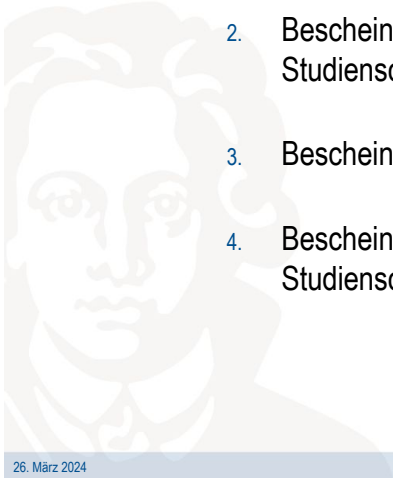 2. Beschein
Studiensc
3. Beschein
4. Beschein
Studiensc
26. März 2024